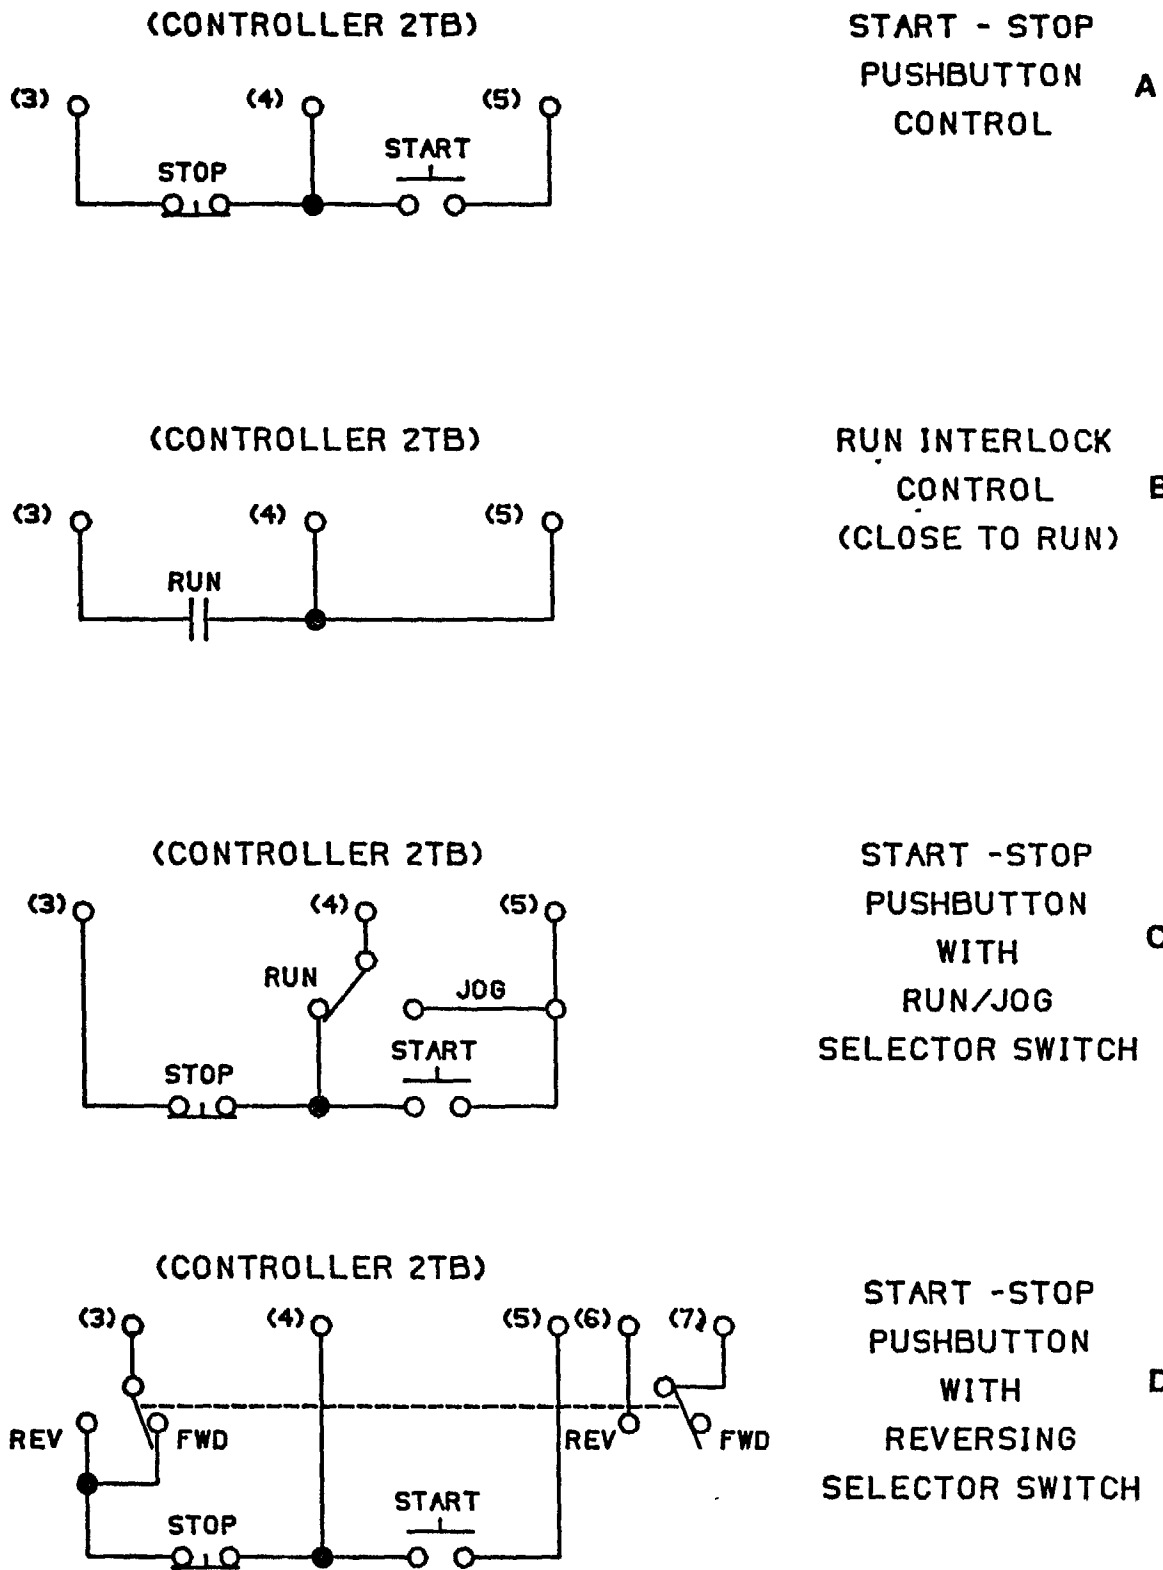 (CONTROLLER 2TB)
START - STOP
PUSHBUTTON
CONTROL
A
(3)
(4)
(5)
STOP
START
(CONTROLLER 2TB)
RUN INTERLOCK
CONTROL
(CLOSE TO RUN)
B
(3)
(4)
(5)
RUN
(CONTROLLER 2TB)
START -STOP
PUSHBUTTON
WITH
RUN/JOG
SELECTOR SWITCH
C
(3)
(4)
(5)
RUN
JOG
STOP
START
(CONTROLLER 2TB)
START -STOP
PUSHBUTTON
WITH
REVERSING
SELECTOR SWITCH
D
(3)
(4)
(5)
(6)
(7)
REV
FWD
REV
FWD
STOP
START